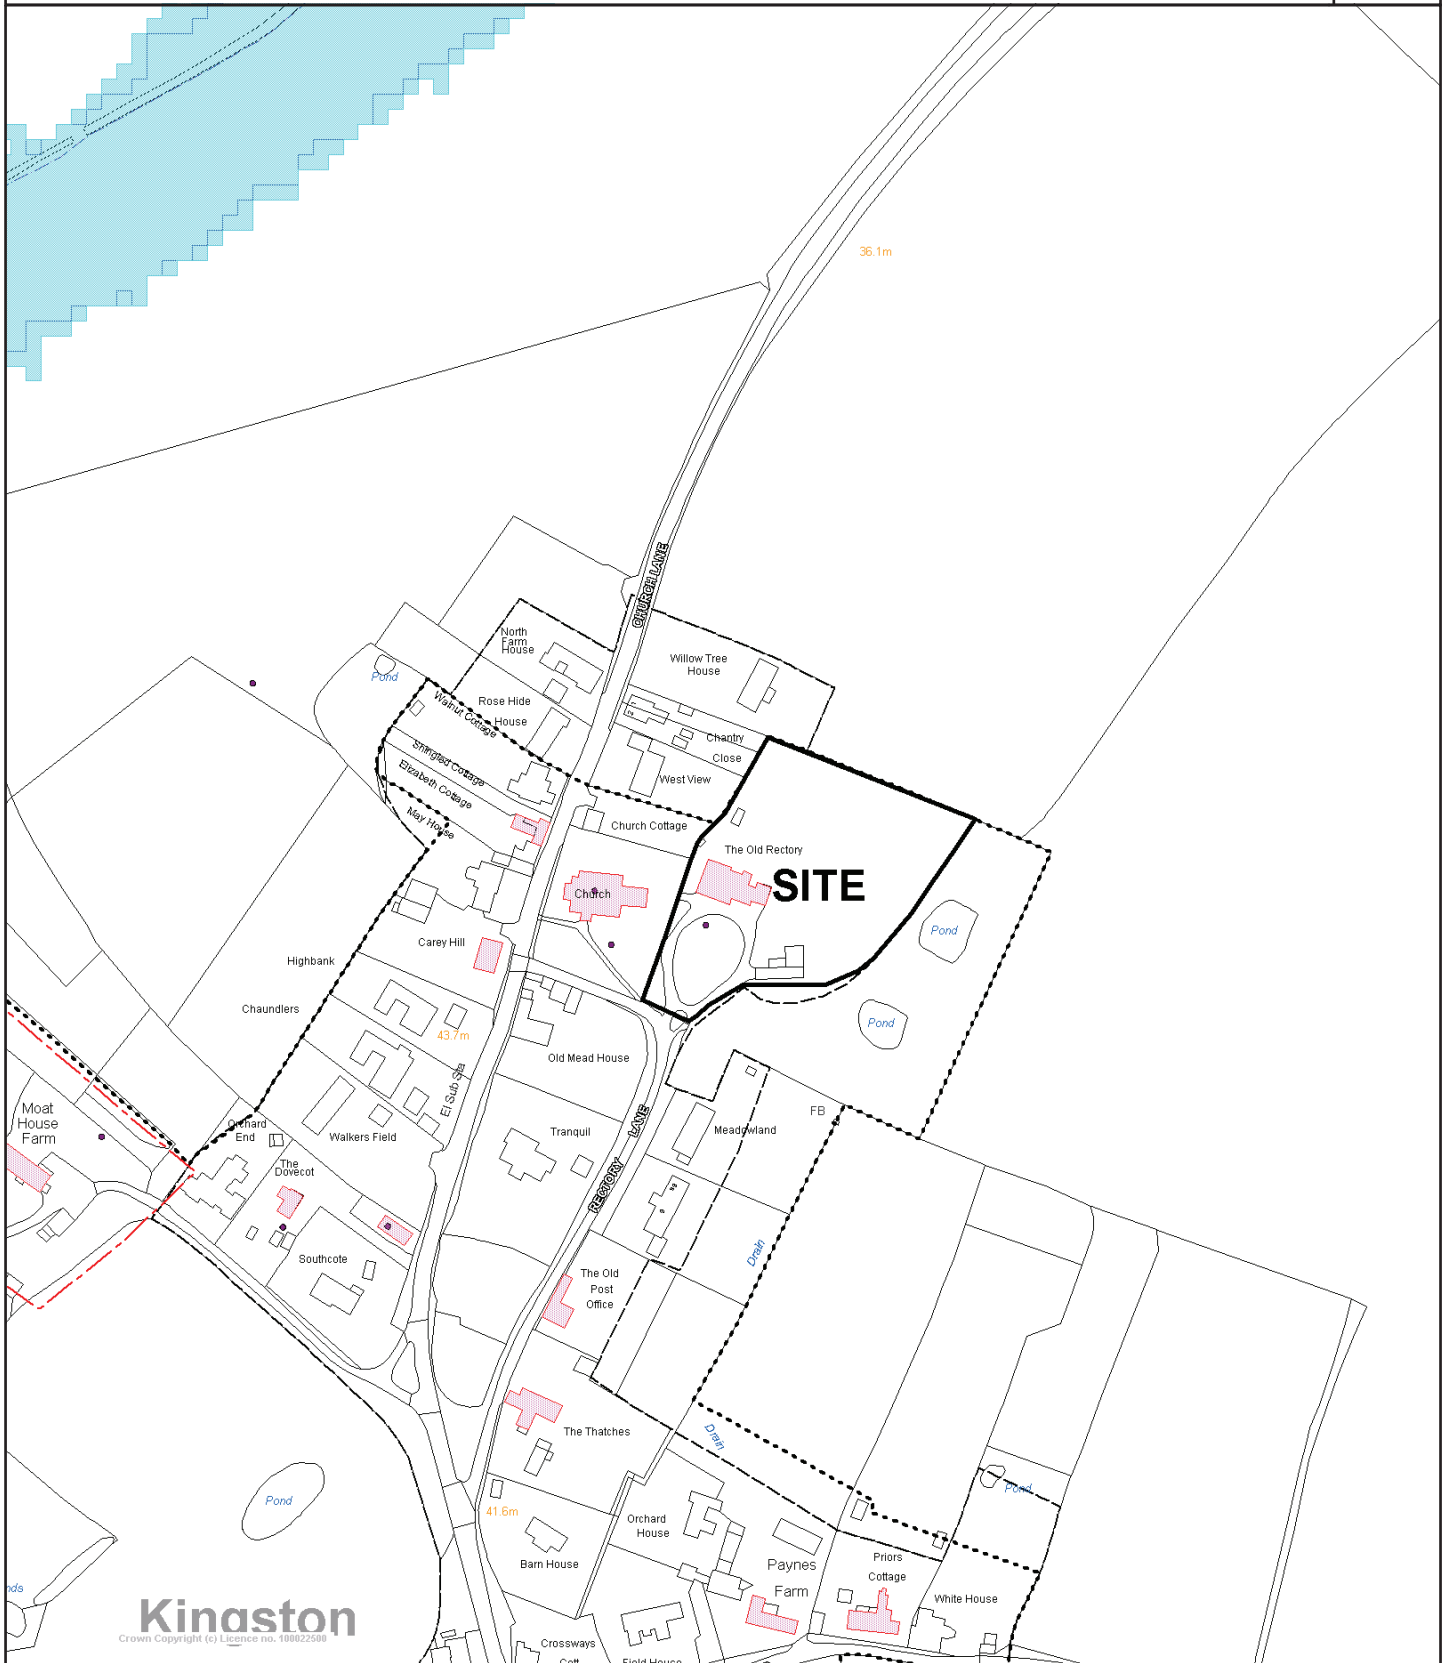 36.1m
CHURCH LANE
North
Farm
House
Willow Tree
House
Pond
Walnut Cottage
Rose Hide
House
2
1
Chantry
Close
Shingled Cottage
Elizabeth Cottage
West View
May House
Church Cottage
The Old Rectory
SITE
Church
Pond
Carey Hill
Highbank
Chaundlers
Pond
43.7m
Old Mead House
El Sub Sta
Moat
House
Farm
Orchard
End
Walkers Field
Tranquil
RECTORY LANE
Meadowland
FB
The
Dovecot
Southcote
The Old
Post
Office
Drain
The Thatches
Drain
Pond
Pond
41.6m
Orchard
House
Barn House
Paynes
Farm
Priors
Cottage
White House
nds
Kingston
Crown Copyright (c) Licence no. 100022500
Crossways
Cott
Field House